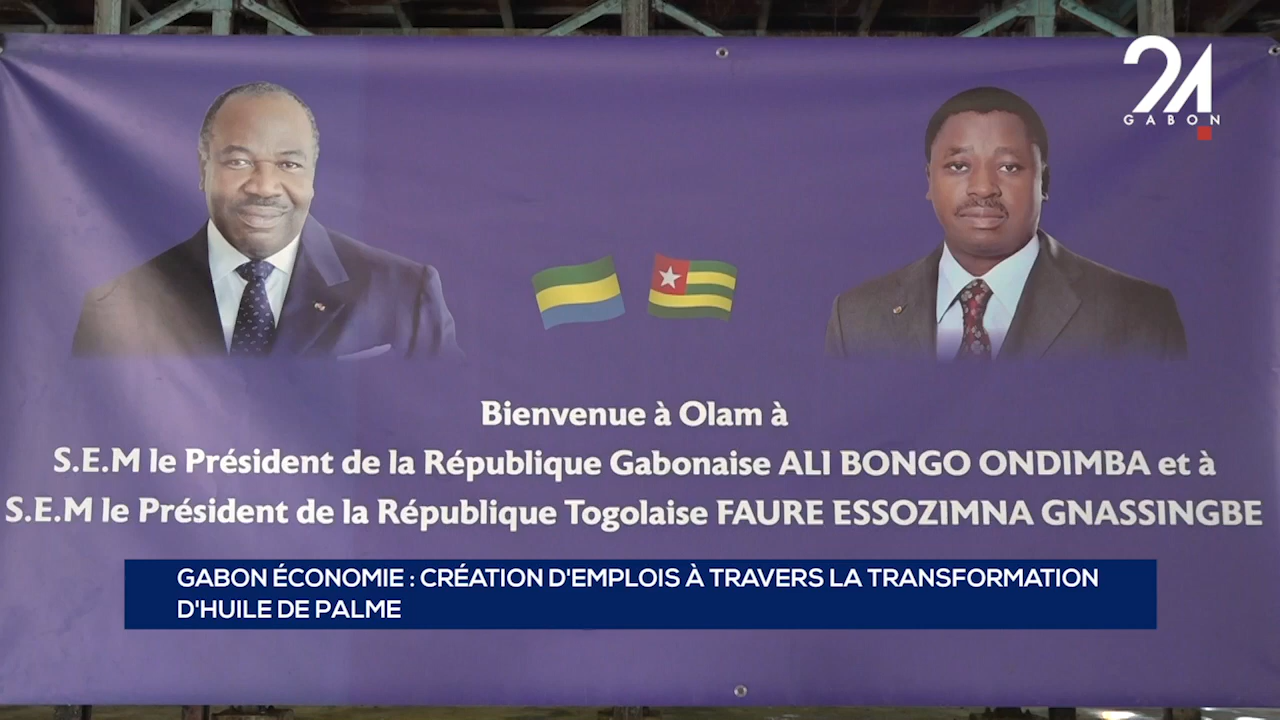 24
GABON
Bienvenue à Olam à
S.E.M le Président de la République Gabonaise ALI BONGO ONDIMBA et à
S.E.M le Président de la République Togolaise FAURE ESSOZIMNA GNASSINGBE
GABON ÉCONOMIE : CRÉATION D'EMPLOIS À TRAVERS LA TRANSFORMATION
D'HUILE DE PALME